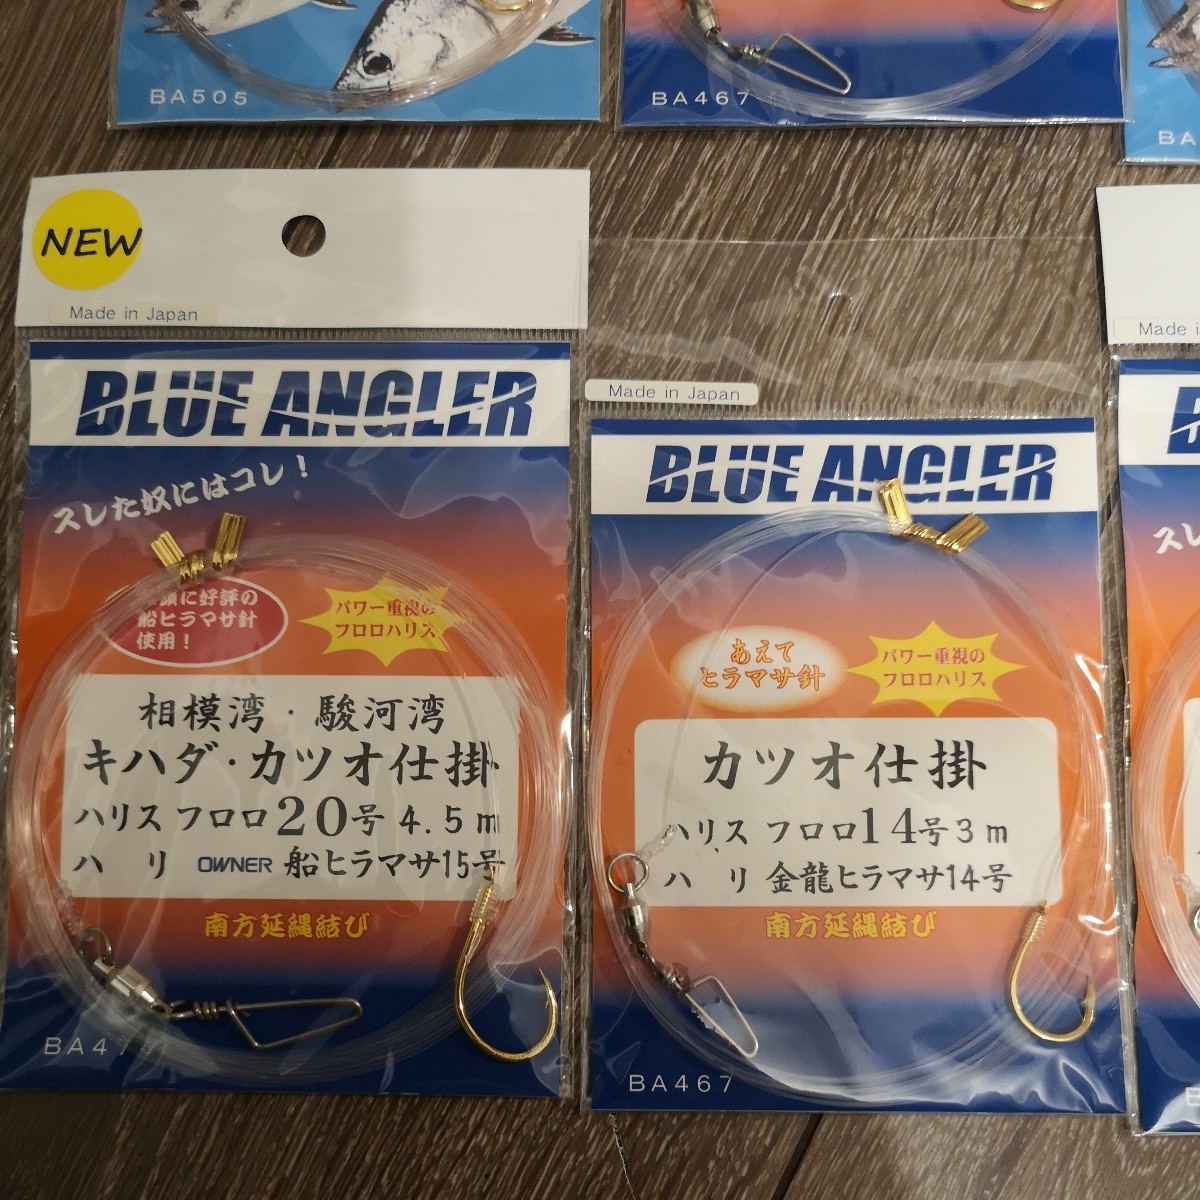 BA505
BA467
BA
NEW
Made in Japan
BLUE ANGLER
スレた奴にはコレ！
に好評の
船ヒラマサ針
使用！
パワー重視の
フロロハリス
相模湾・駿河湾
キハダ・カツオ仕掛
ハリス フロロ 20号 4.5m
ハリ OWNER 船ヒラマサ15号
南方延縄結び
BA47
Made in Japan
BLUE ANGLER
あえて
ヒラマサ針
パワー重視の
フロロハリス
カツオ仕掛
ハリス フロロ14号3m
ハリ 金龍ヒラマサ14号
南方延縄結び
BA467
Made i
スレ